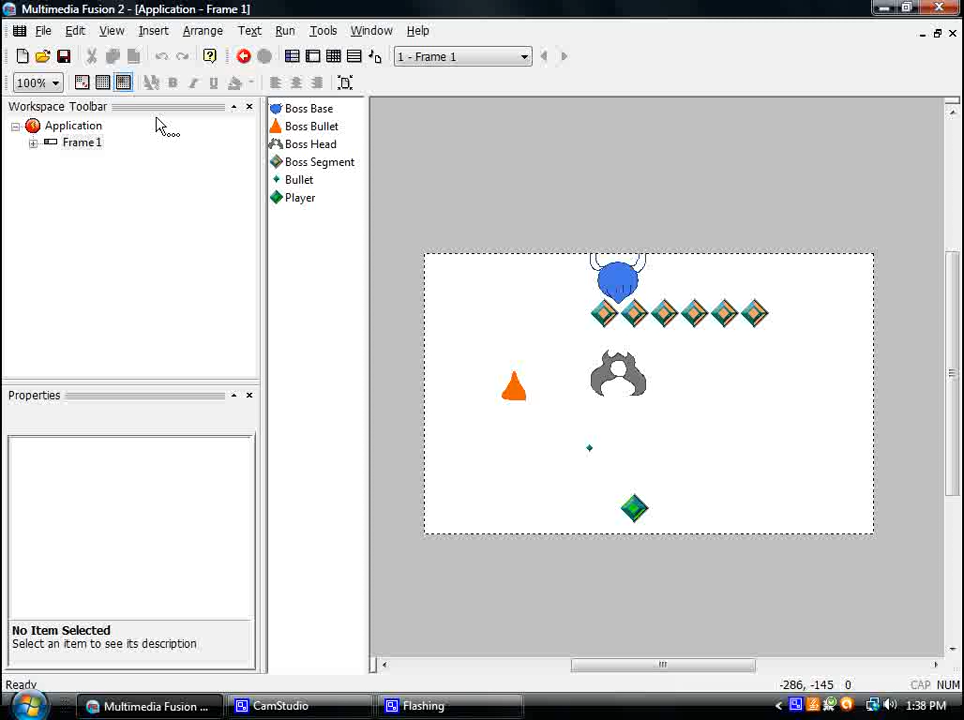 Multimedia Fusion 2 - [Application - Frame 1]
File Edit View Insert Arrange Text Run Tools Window Help
1 - Frame 1
100%
Workspace Toolbar
Application
Frame 1
Boss Base
Boss Bullet
Boss Head
Boss Segment
Bullet
Player
Properties
No Item Selected
Select an item to see its description
Ready
-286, -145 0 CAP NUM
Multimedia Fusion ... CamStudio Flashing 1:38 PM